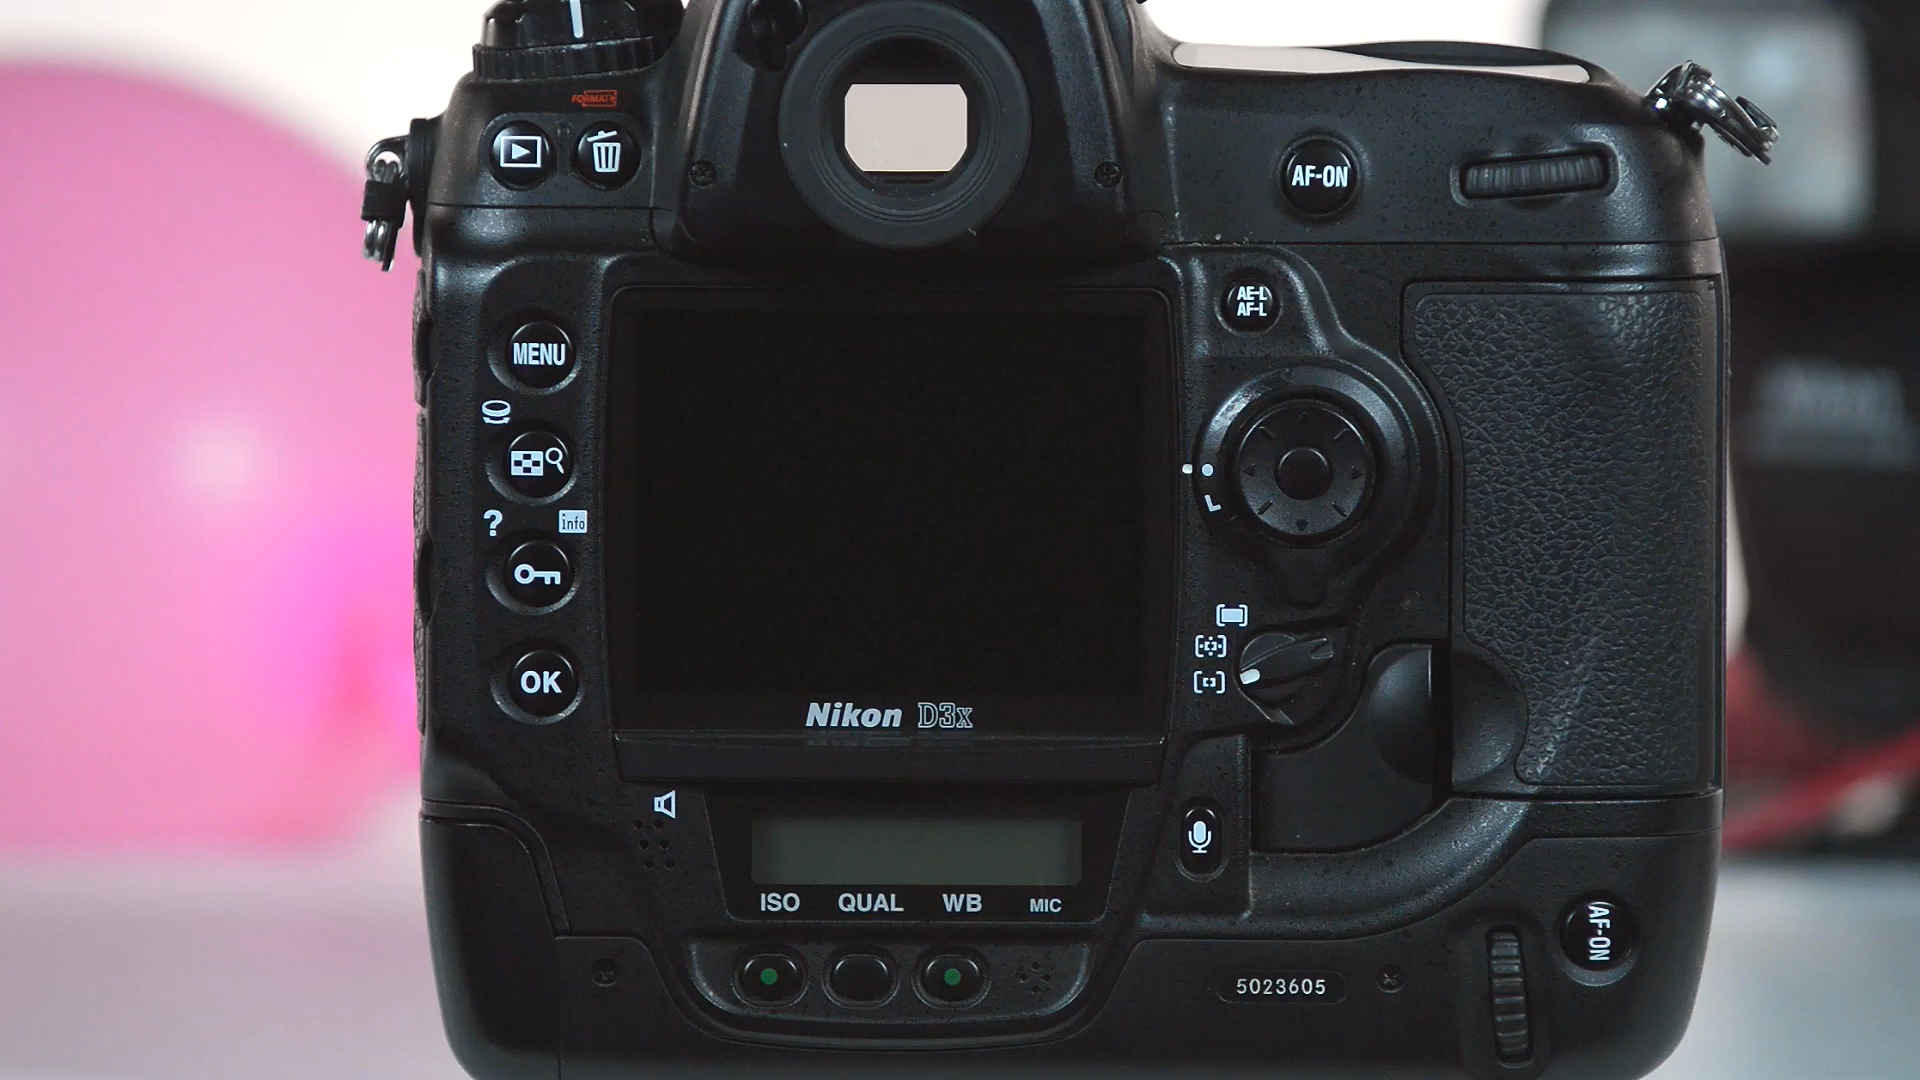 FORMAT
AF-ON
AE-L
AF-L
MENU
?
info
L
OK
Nikon D3x
ISO QUAL WB MIC
5023605
AF-ON